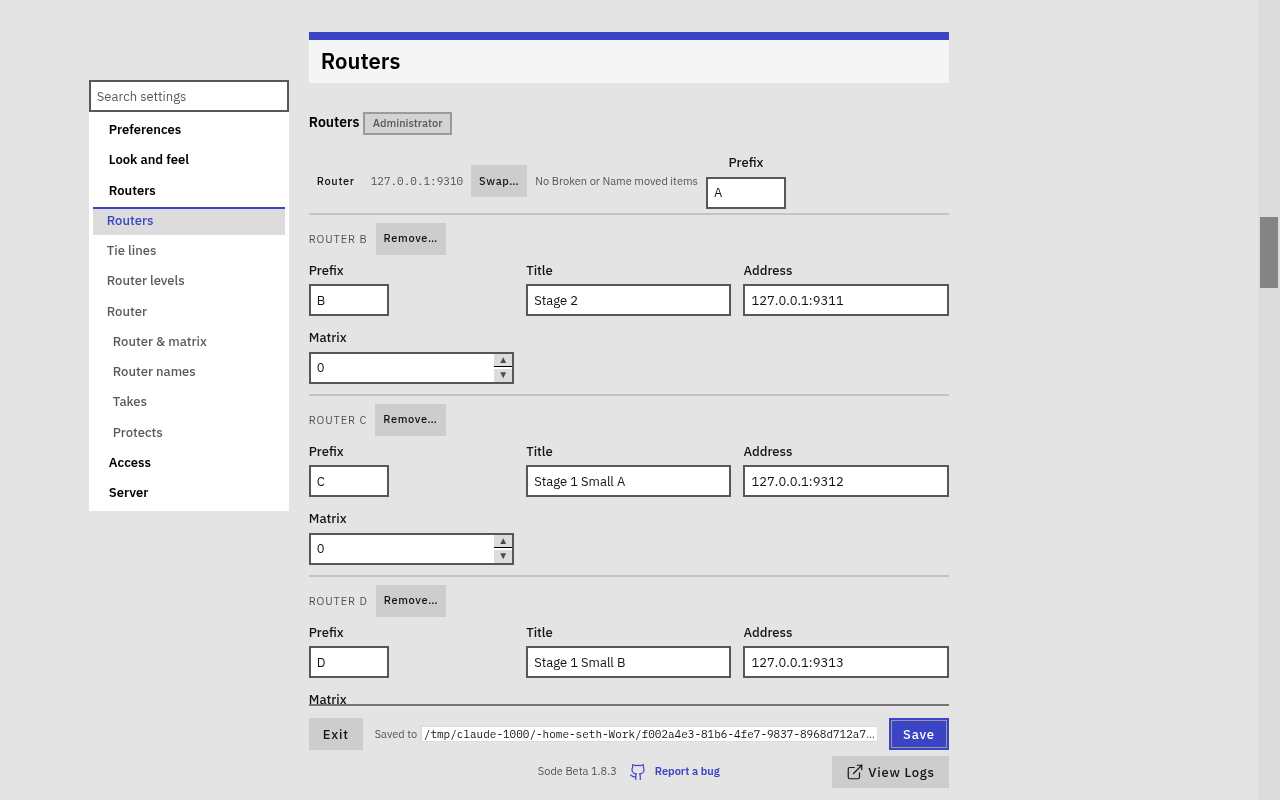 Routers
Search settings
Preferences
Look and feel
Routers
Routers
Tie lines
Router levels
Router
Router & matrix
Router names
Takes
Protects
Access
Server
Routers Administrator
Prefix
Router 127.0.0.1:9310 Swap... No Broken or Name moved items A
ROUTER B Remove...
Prefix Title Address
B Stage 2 127.0.0.1:9311
Matrix
0
ROUTER C Remove...
Prefix Title Address
C Stage 1 Small A 127.0.0.1:9312
Matrix
0
ROUTER D Remove...
Prefix Title Address
D Stage 1 Small B 127.0.0.1:9313
Matrix
Exit Saved to /tmp/claude-1000/-home-seth-Work/f002a4e3-81b6-4fe7-9837-8968d712a7... Save
Sode Beta 1.8.3 Report a bug View Logs